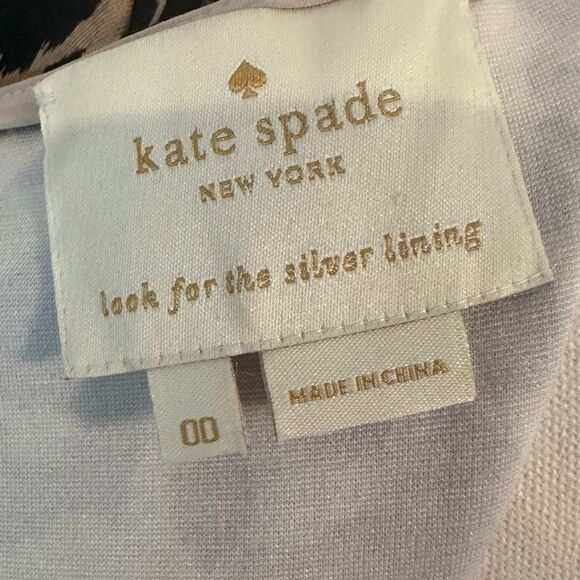 kate spade
NEW YORK
look for the silver lining
00
MADE IN CHINA